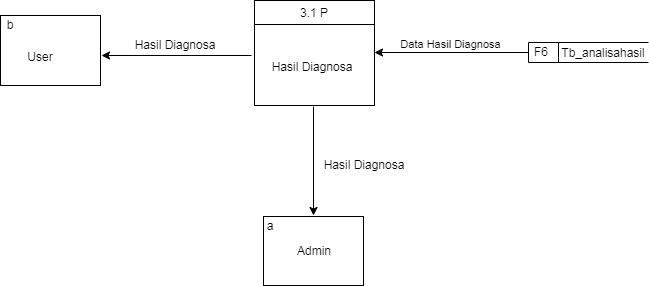 b
User
Hasil Diagnosa
3.1 P
Hasil Diagnosa
Data Hasil Diagnosa
F6
Tb_analisahasil
Hasil Diagnosa
a
Admin